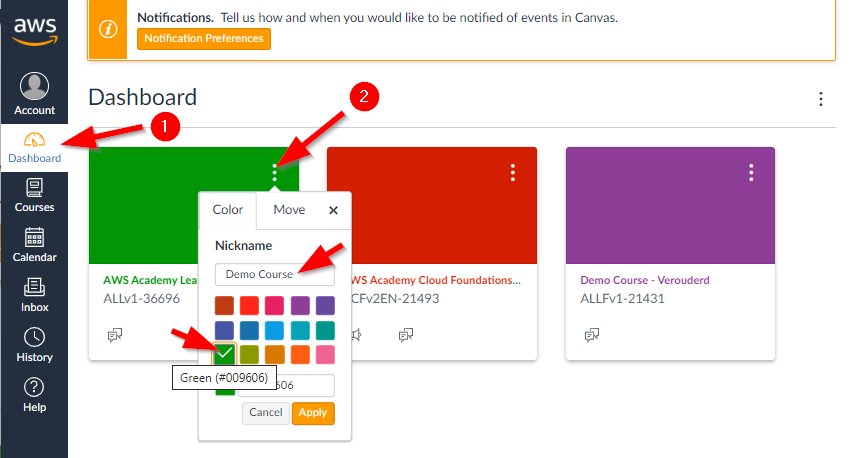 aws
Notifications. Tell us how and when you would like to be notified of events in Canvas.
Notification Preferences
Account
Dashboard
Courses
Calendar
Inbox
History
Help
Dashboard
1
2
Color
Move
×
Nickname
Demo Course
Green (#009606)
606
Cancel
Apply
AWS Academy Lea
ALLv1-36696
WS Academy Cloud Foundations...
CFv2EN-21493
Demo Course - Verouderd
ALLFv1-21431